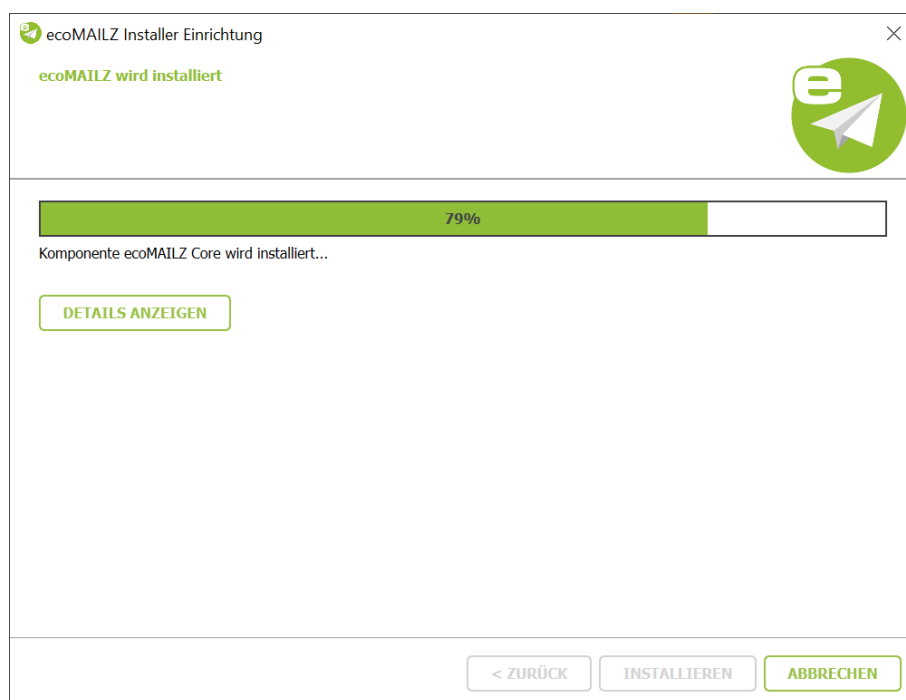 ecoMAILZ Installer Einrichtung
ecoMAILZ wird installiert
e
79%
Komponente ecoMAILZ Core wird installiert...
DETAILS ANZEIGEN
< ZURÜCK INSTALLIEREN ABBRECHEN